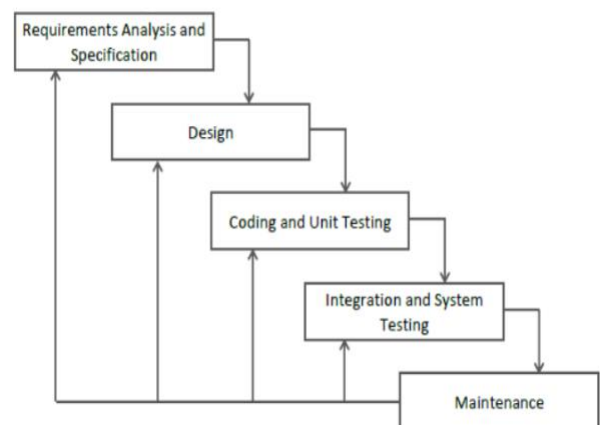 Requirements Analysis and
Specification
Design
Coding and Unit Testing
Integration and System
Testing
Maintenance